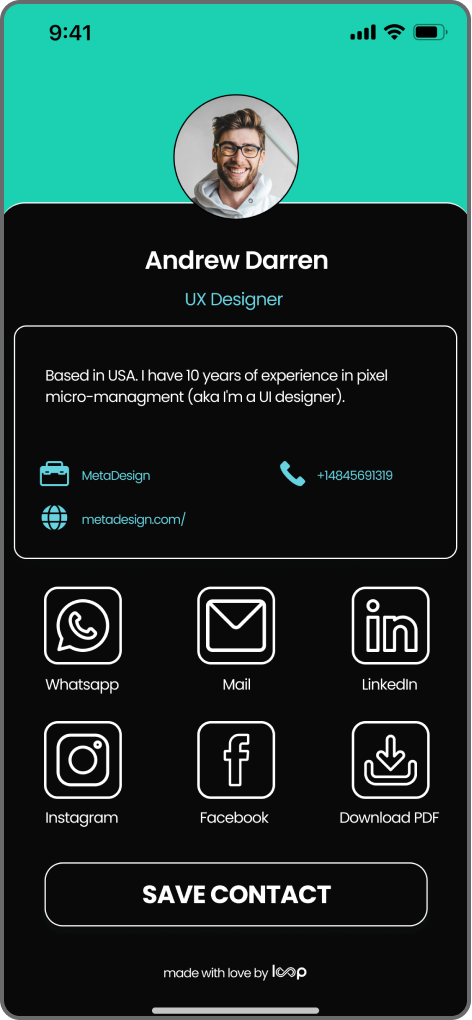 9:41
Andrew Darren
UX Designer
Based in USA. I have 10 years of experience in pixel
micro-managment (aka I'm a UI designer).
MetaDesign
+14845691319
metadesign.com/
Whatsapp
Mail
in
LinkedIn
Instagram
f
Facebook
Download PDF
SAVE CONTACT
made with love by loop